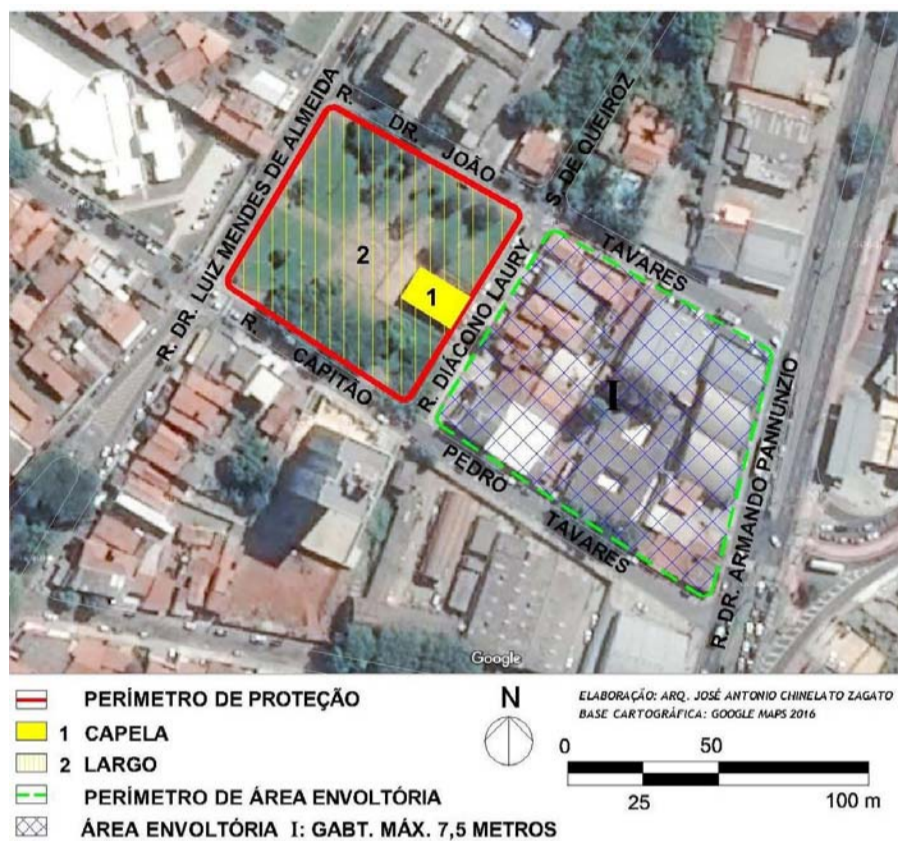 R. DR. LUIZ MENDES DE ALMEIDA
R. DR. JOÃO
S. DE QUEIROZ
TAVARES
2
1
R. DIÁCONO LAURY
R. CAPITÃO
PEDRO
TAVARES
I
R. DR. ARMANDO PANNUNZIO
Google
PERÍMETRO DE PROTEÇÃO
1 CAPELA
2 LARGO
PERÍMETRO DE ÁREA ENVOLTÓRIA
ÁREA ENVOLTÓRIA I: GABT. MÁX. 7,5 METROS
N
ELABORAÇÃO: ARQ. JOSÉ ANTONIO CHINELATO ZAGATO
BASE CARTOGRÁFICA: GOOGLE MAPS 2016
0 50
25 100 m